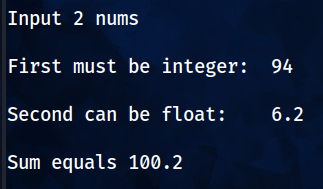 Input 2 nums
First must be integer:  94
Second can be float:    6.2
Sum equals 100.2